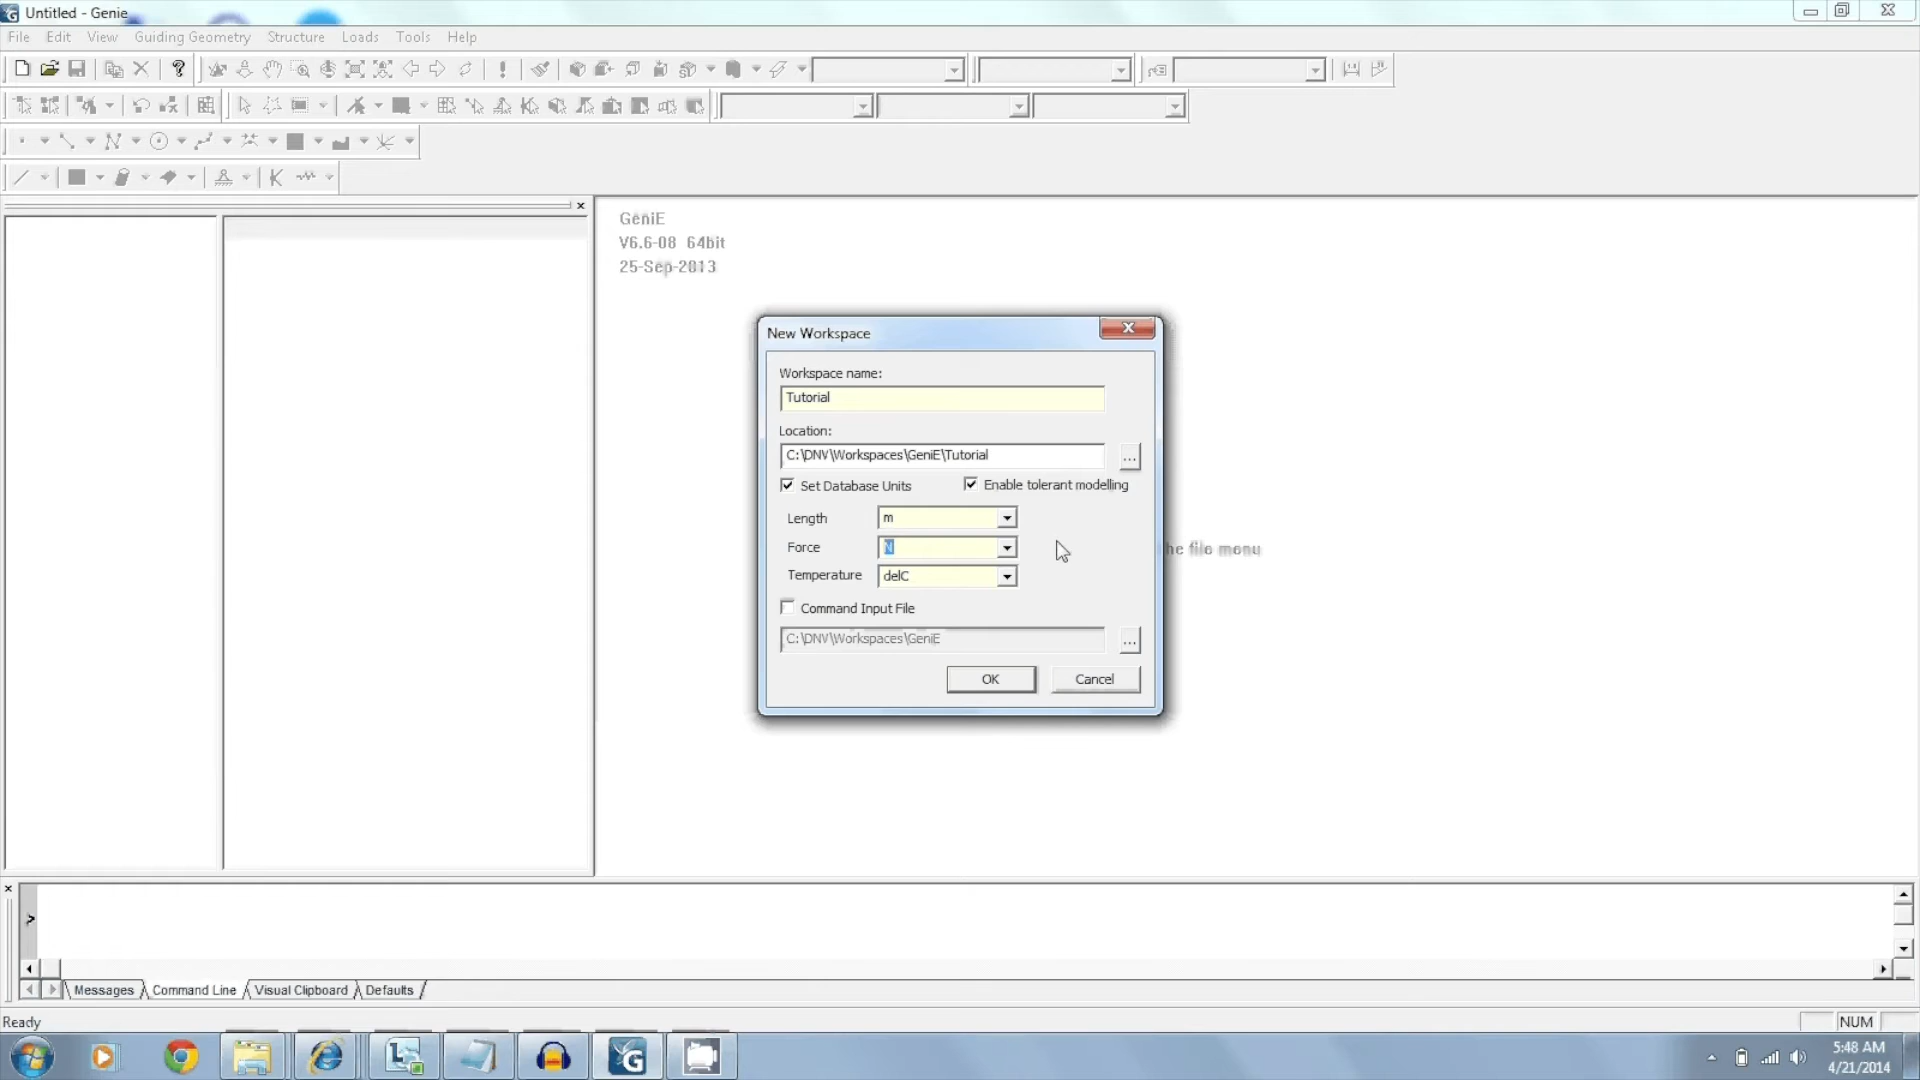 Untitled - Genie
File Edit View Guiding Geometry Structure Loads Tools Help
GeniE
V6.6-08 64bit
25-Sep-2013
New Workspace
Workspace name:
Tutorial
Location:
C:\DNV\Workspaces\GeniE\Tutorial
...
Set Database Units
Enable tolerant modelling
Length
m
Force
N
Temperature
delC
he file menu
Command Input File
C:\DNV\Workspaces\GeniE
...
OK
Cancel
>
Messages
Command Line
Visual Clipboard
Defaults
Ready
NUM
5:48 AM
4/21/2014